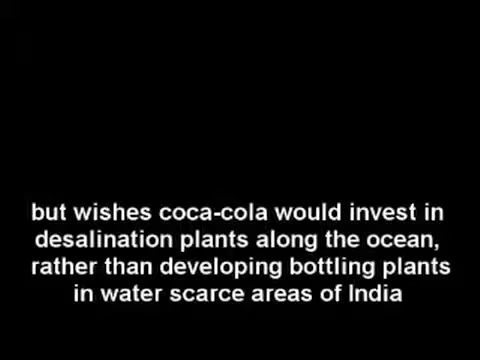 but wishes coca-cola would invest in
desalination plants along the ocean,
rather than developing bottling plants
in water scarce areas of India